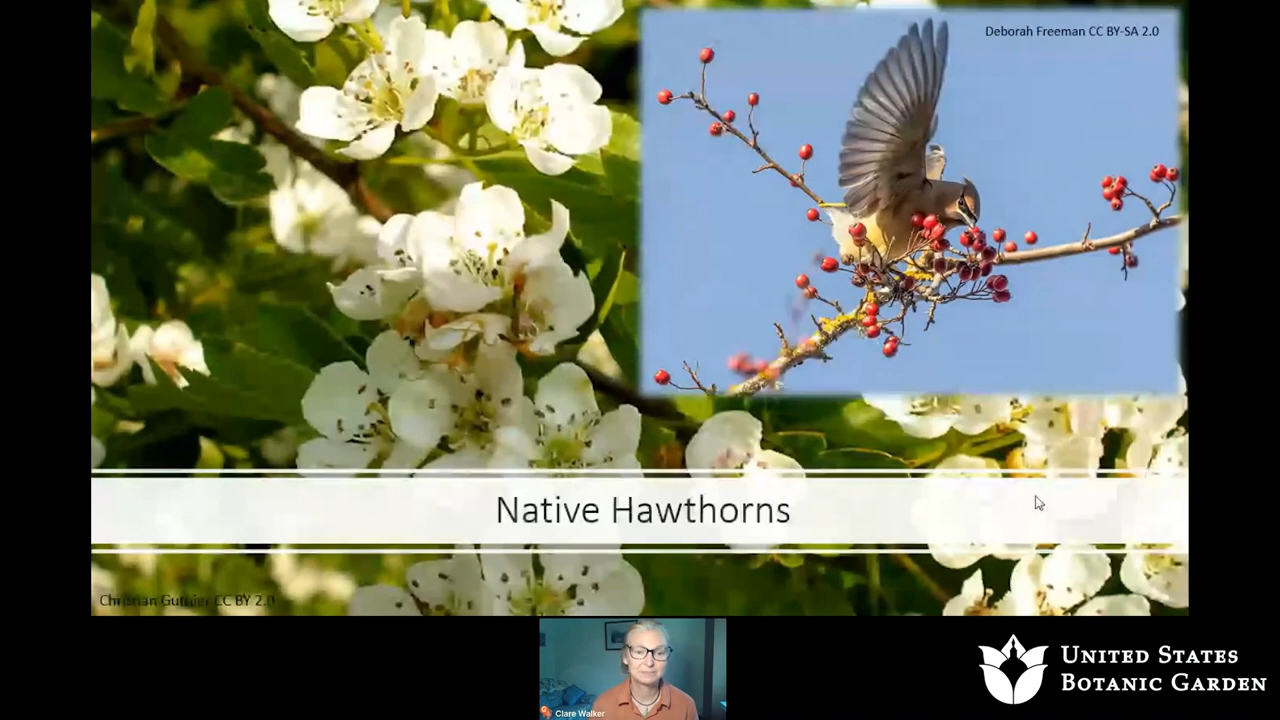 Deborah Freeman CC BY-SA 2.0
Native Hawthorns
CC BY 2.0
Clare Walker
UNITED STATES
BOTANIC GARDEN